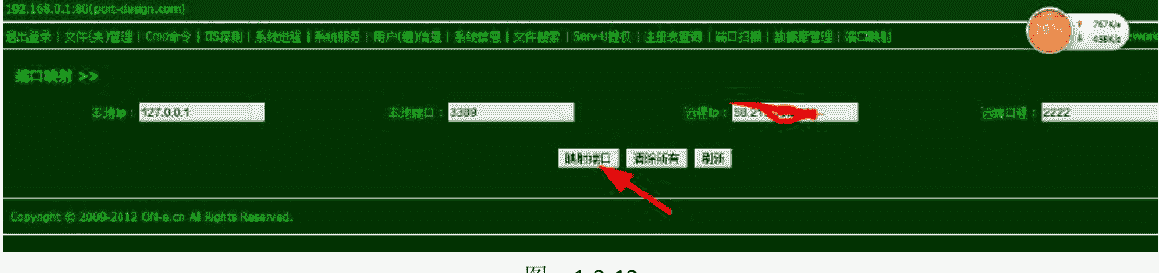 192.168.0.1:80(port-design.com)
退出登录 | 文件(夹)管理 | Cmd命令 | IIS探测 | 系统进程 | 系统服务 | 用户(组)信息 | 系统信息 | 文件搜索 | Serv-U提权 | 注册表查询 | 端口扫描 | 数据库管理 | 端口映射
767K/s
端口映射 >>
本地Ip : 127.0.0.1 本地端口 : 3389 远程Ip : 远端口程 : 2222
映射端口 清除所有 刷新
Copyright © 2009-2012 ON-e.cn All Rights Reserved.